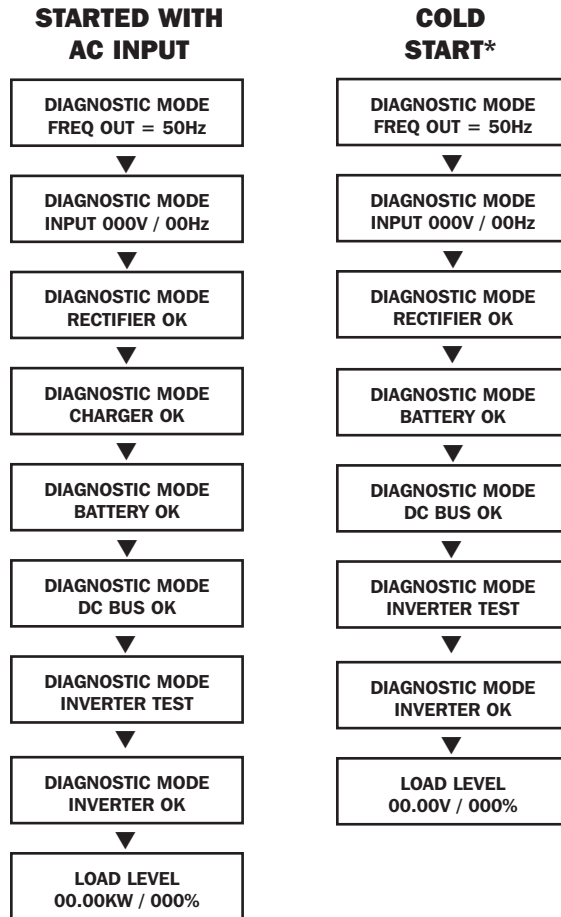 STARTED WITH
AC INPUT
DIAGNOSTIC MODE
FREQ OUT = 50Hz
DIAGNOSTIC MODE
INPUT 000V / 00Hz
DIAGNOSTIC MODE
RECTIFIER OK
DIAGNOSTIC MODE
CHARGER OK
DIAGNOSTIC MODE
BATTERY OK
DIAGNOSTIC MODE
DC BUS OK
DIAGNOSTIC MODE
INVERTER TEST
DIAGNOSTIC MODE
INVERTER OK
LOAD LEVEL
00.00KW / 000%
COLD
START*
DIAGNOSTIC MODE
FREQ OUT = 50Hz
DIAGNOSTIC MODE
INPUT 000V / 00Hz
DIAGNOSTIC MODE
RECTIFIER OK
DIAGNOSTIC MODE
BATTERY OK
DIAGNOSTIC MODE
DC BUS OK
DIAGNOSTIC MODE
INVERTER TEST
DIAGNOSTIC MODE
INVERTER OK
LOAD LEVEL
00.00V / 000%